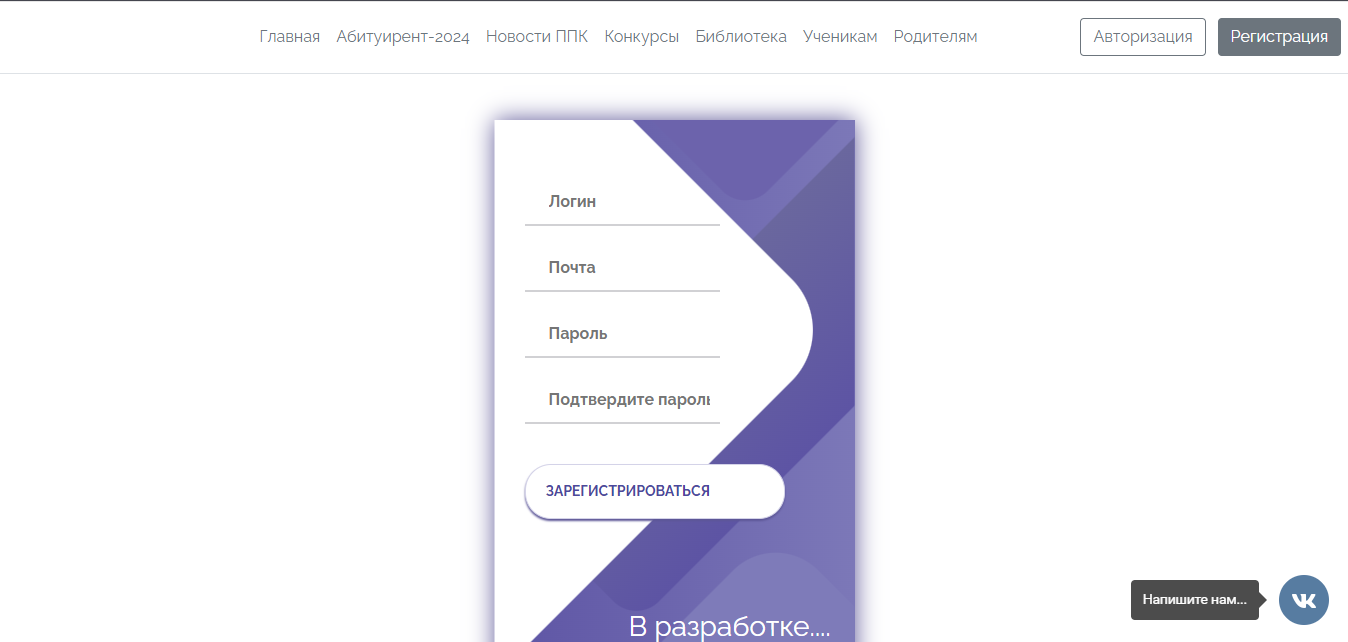 Главная Абитуирент-2024 Новости ППК Конкурсы Библиотека Ученикам Родителям Авторизация Регистрация
Логин
Почта
Пароль
Подтвердите пароль
ЗАРЕГИСТРИРОВАТЬСЯ
Напишите нам...
В разработке....